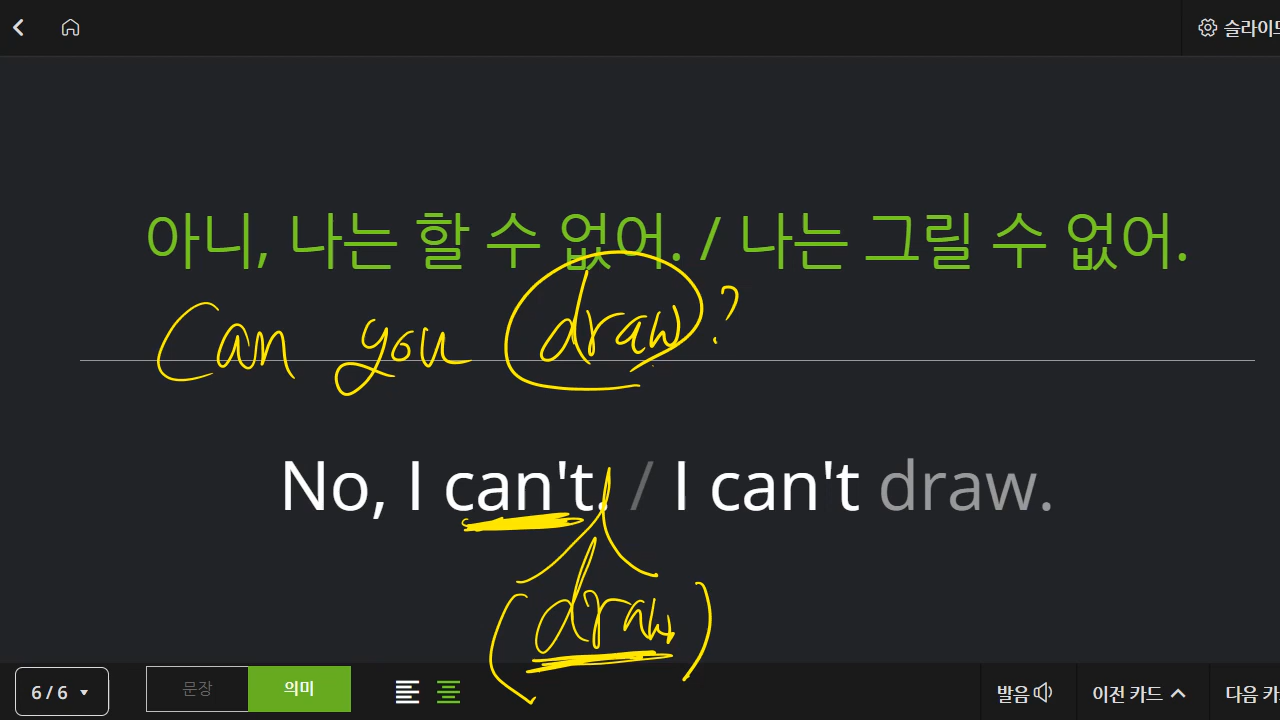 슬라이드
아니, 나는 할 수 없어. / 나는 그릴 수 없어.
Can you draw?
No, I can't. / I can't draw.
(draw)
6 / 6 문장 의미 발음 이전 카드 다음 카